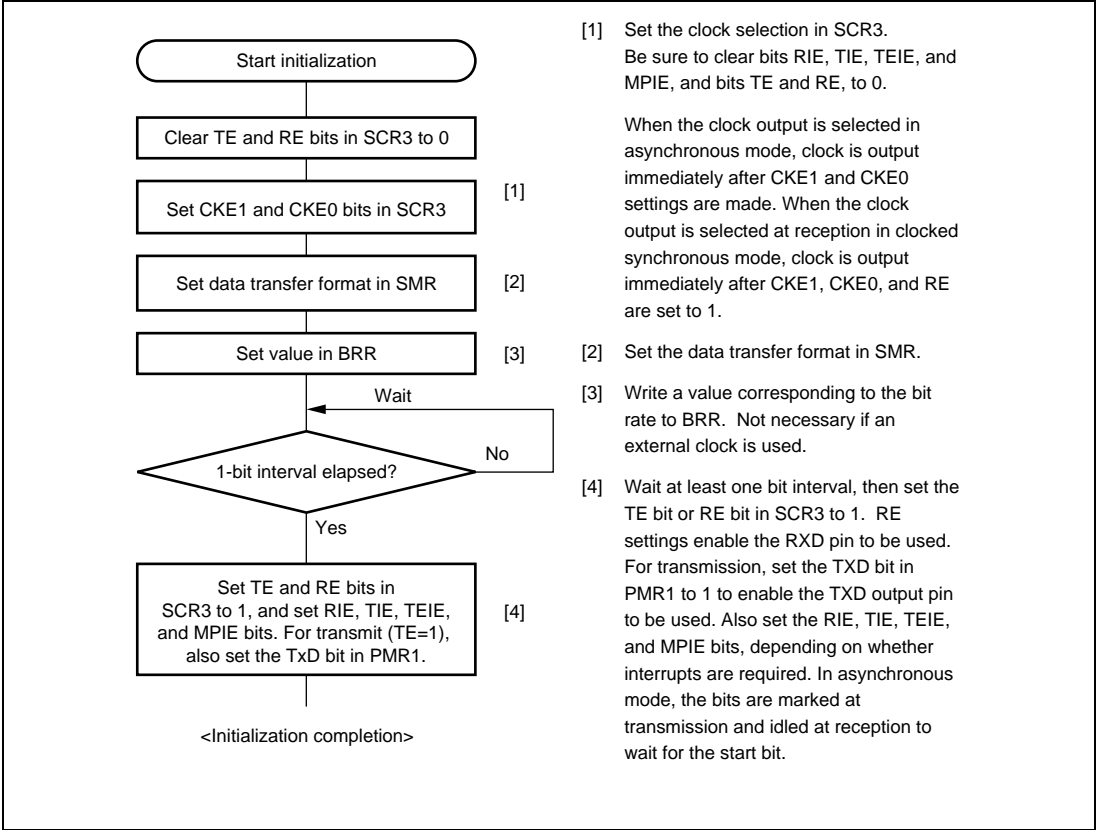 Start initialization
Clear TE and RE bits in SCR3 to 0
Set CKE1 and CKE0 bits in SCR3
[1]
Set data transfer format in SMR
[2]
Set value in BRR
[3]
Wait
No
1-bit interval elapsed?
Yes
Set TE and RE bits in
SCR3 to 1, and set RIE, TIE, TEIE,
and MPIE bits. For transmit (TE=1),
also set the TxD bit in PMR1.
[4]
<Initialization completion>
[1] Set the clock selection in SCR3.
Be sure to clear bits RIE, TIE, TEIE, and
MPIE, and bits TE and RE, to 0.
When the clock output is selected in
asynchronous mode, clock is output
immediately after CKE1 and CKE0
settings are made. When the clock
output is selected at reception in clocked
synchronous mode, clock is output
immediately after CKE1, CKE0, and RE
are set to 1.
[2] Set the data transfer format in SMR.
[3] Write a value corresponding to the bit
rate to BRR. Not necessary if an
external clock is used.
[4] Wait at least one bit interval, then set the
TE bit or RE bit in SCR3 to 1. RE
settings enable the RXD pin to be used.
For transmission, set the TXD bit in
PMR1 to 1 to enable the TXD output pin
to be used. Also set the RIE, TIE, TEIE,
and MPIE bits, depending on whether
interrupts are required. In asynchronous
mode, the bits are marked at
transmission and idled at reception to
wait for the start bit.